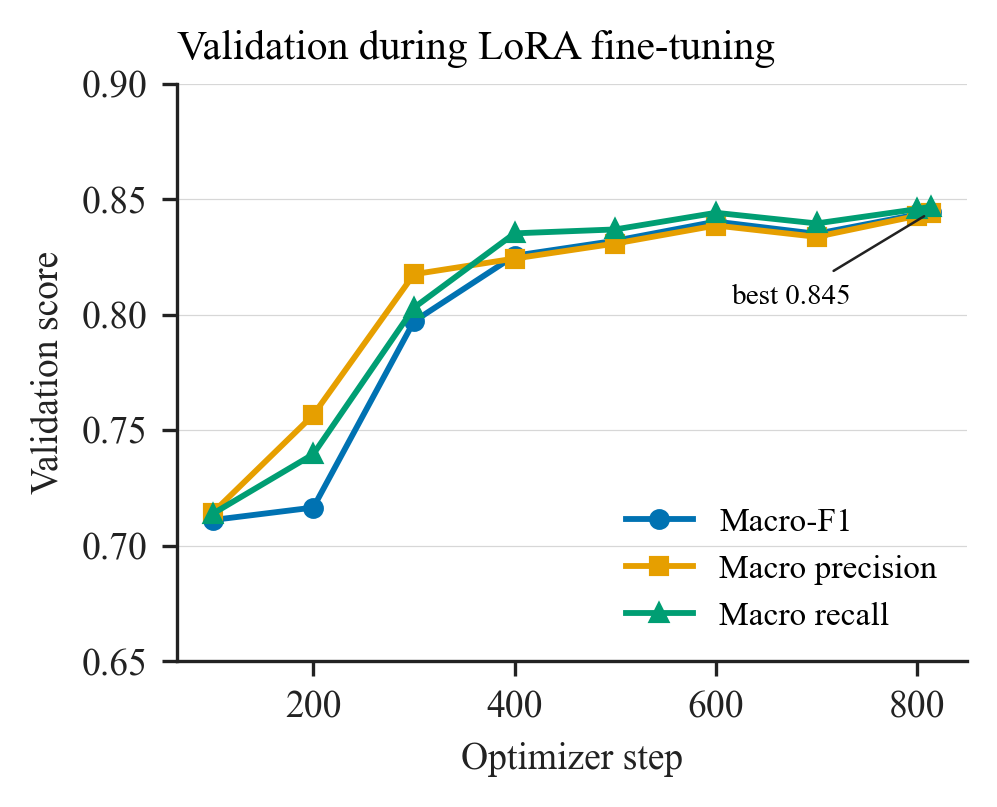 Validation during LoRA fine-tuning
0.90
0.85
0.80
0.75
0.70
0.65
Validation score
best 0.845
Macro-F1
Macro precision
Macro recall
200 400 600 800
Optimizer step